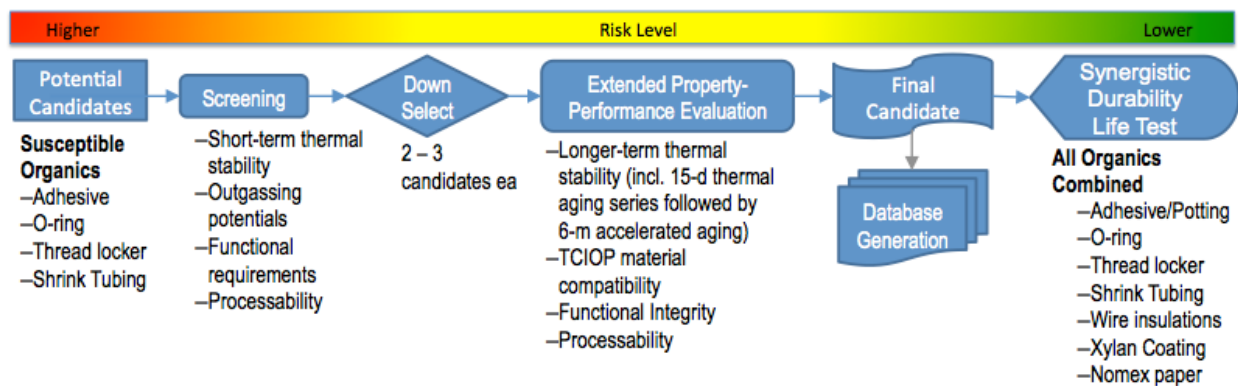 Higher
Risk Level
Lower
Potential
Candidates
Susceptible
Organics
–Adhesive
–O-ring
–Thread locker
–Shrink Tubing
Screening
–Short-term thermal
stability
–Outgassing
potentials
–Functional
requirements
–Processability
Down
Select
2 – 3
candidates ea
Extended Property-
Performance Evaluation
–Longer-term thermal
stability (incl. 15-d thermal
aging series followed by
6-m accelerated aging)
–TCIOP material
compatibility
–Functional Integrity
–Processability
Final
Candidate
Database
Generation
Synergistic
Durability
Life Test
All Organics
Combined
–Adhesive/Potting
–O-ring
–Thread locker
–Shrink Tubing
–Wire insulations
–Xylan Coating
–Nomex paper